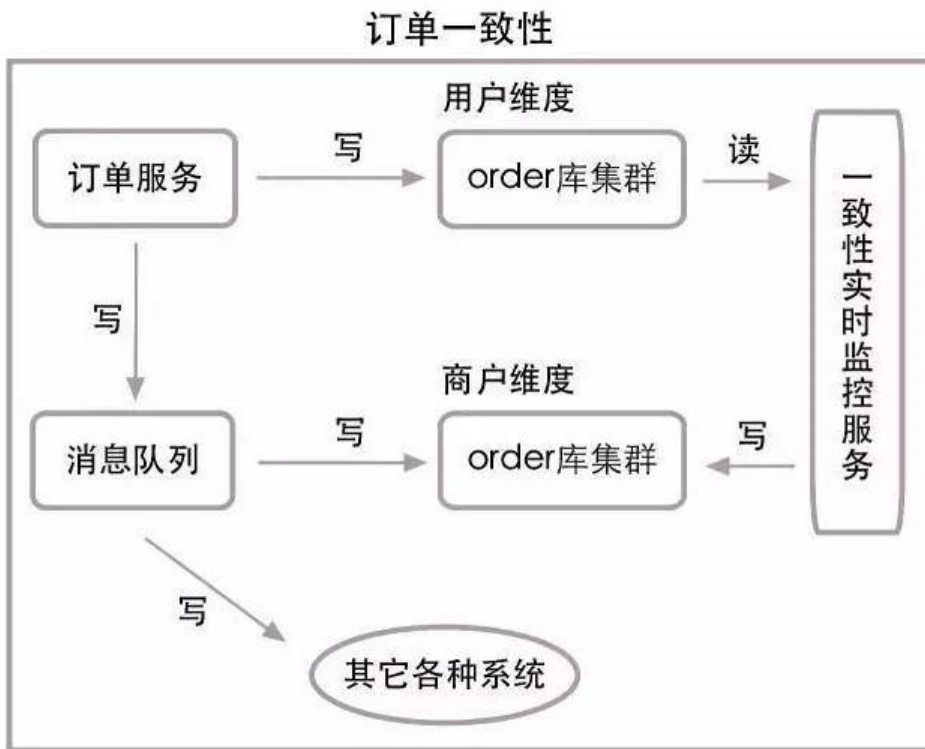 订单一致性
用户维度
订单服务
写
order库集群
读
一致性实时监控服务
写
商户维度
消息队列
写
order库集群
写
写
其它各种系统